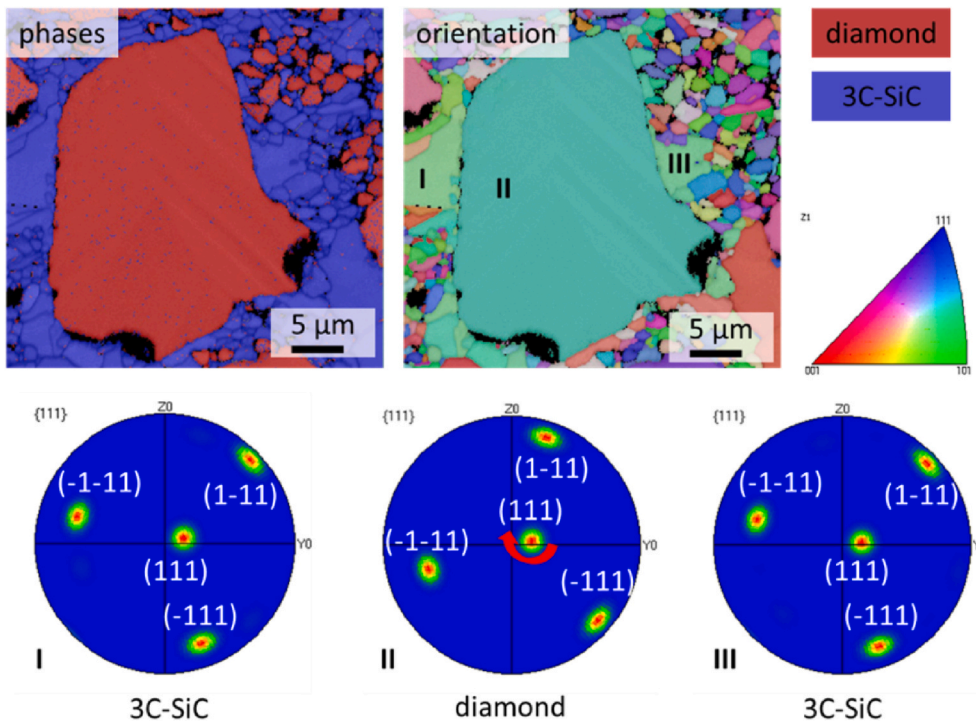 phases
orientation
diamond
3C-SiC
I
II
III
Z1
111
001
101
5 µm
5 µm
{111}
Z0
Y0
(-1-11)
(1-11)
(111)
(-111)
I
3C-SiC
{111}
Z0
Y0
(1-11)
(111)
(-1-11)
(-111)
II
diamond
{111}
Z0
Y0
(-1-11)
(1-11)
(111)
(-111)
III
3C-SiC